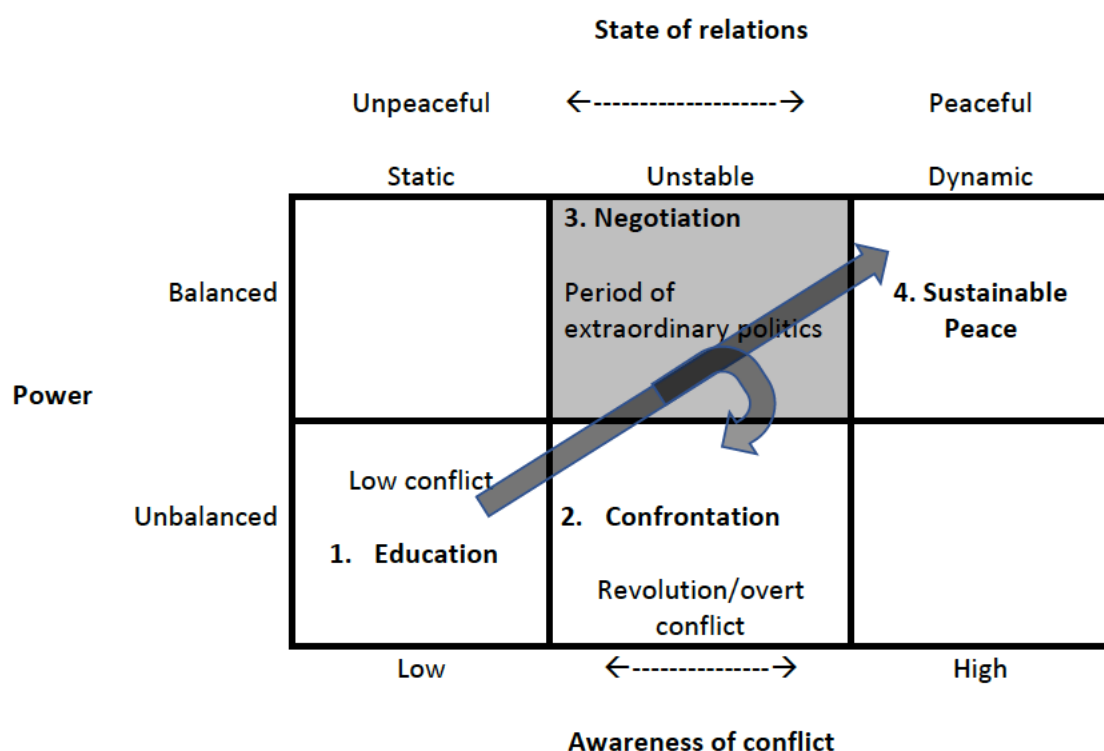 State of relations
Unpeaceful ←--------------------→ Peaceful
Static Unstable Dynamic
3. Negotiation
Balanced Period of 4. Sustainable
extraordinary politics Peace
Power
Low conflict
Unbalanced 2. Confrontation
1. Education
Revolution/overt
conflict
Low ←---------------→ High
Awareness of conflict